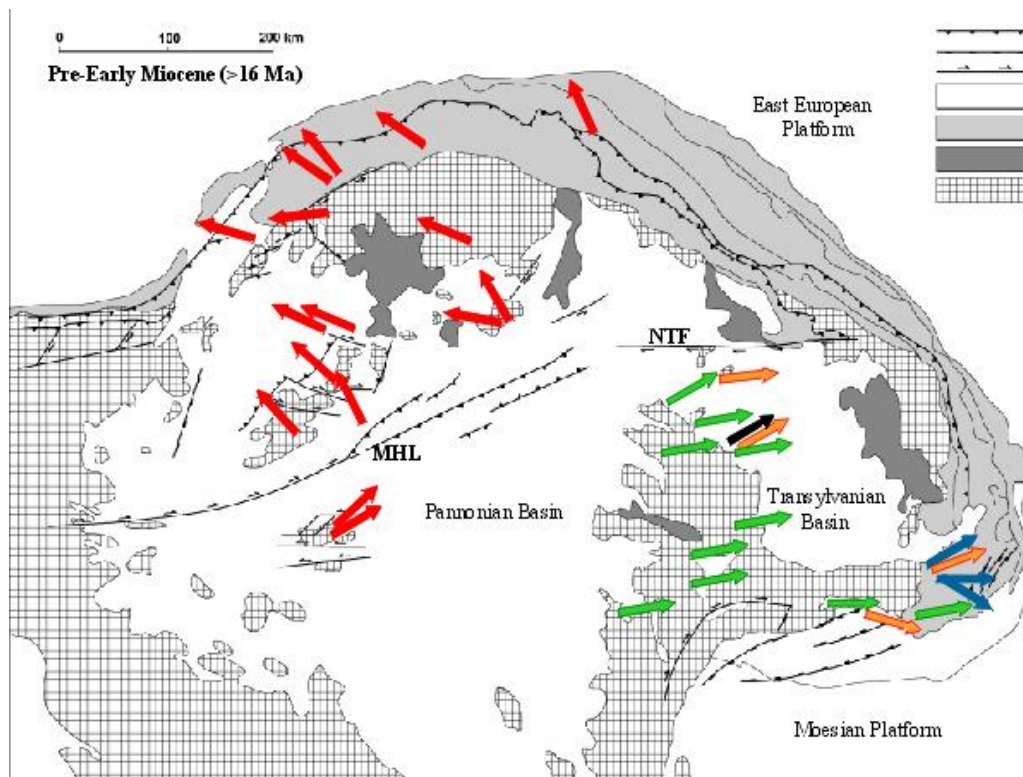 0 100 200 km
Pre-Early Miocene (>16 Ma)
East European
Platform
NTF
MHL
Pannonian Basin
Transylvanian
Basin
Moesian Platform